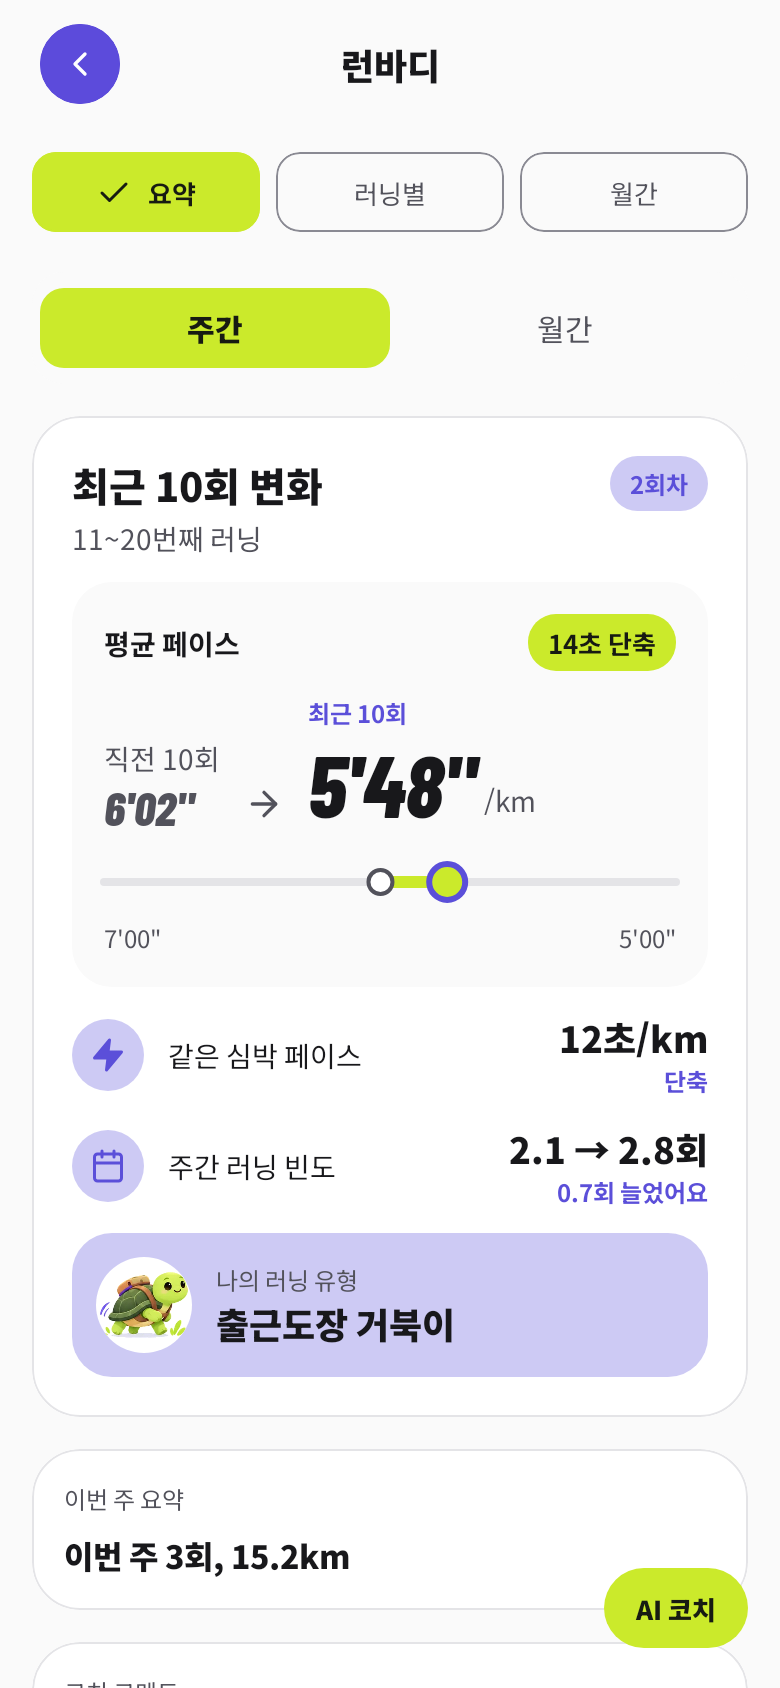 런바디
요약
러닝별
월간
주간
월간
최근 10회 변화
2회차
11~20번째 러닝
평균 페이스
14초 단축
최근 10회
직전 10회
6'02"
→
5'48" /km
7'00"
5'00"
같은 심박 페이스
12초/km
단축
주간 러닝 빈도
2.1 → 2.8회
0.7회 늘었어요
나의 러닝 유형
출근도장 거북이
이번 주 요약
이번 주 3회, 15.2km
AI 코치